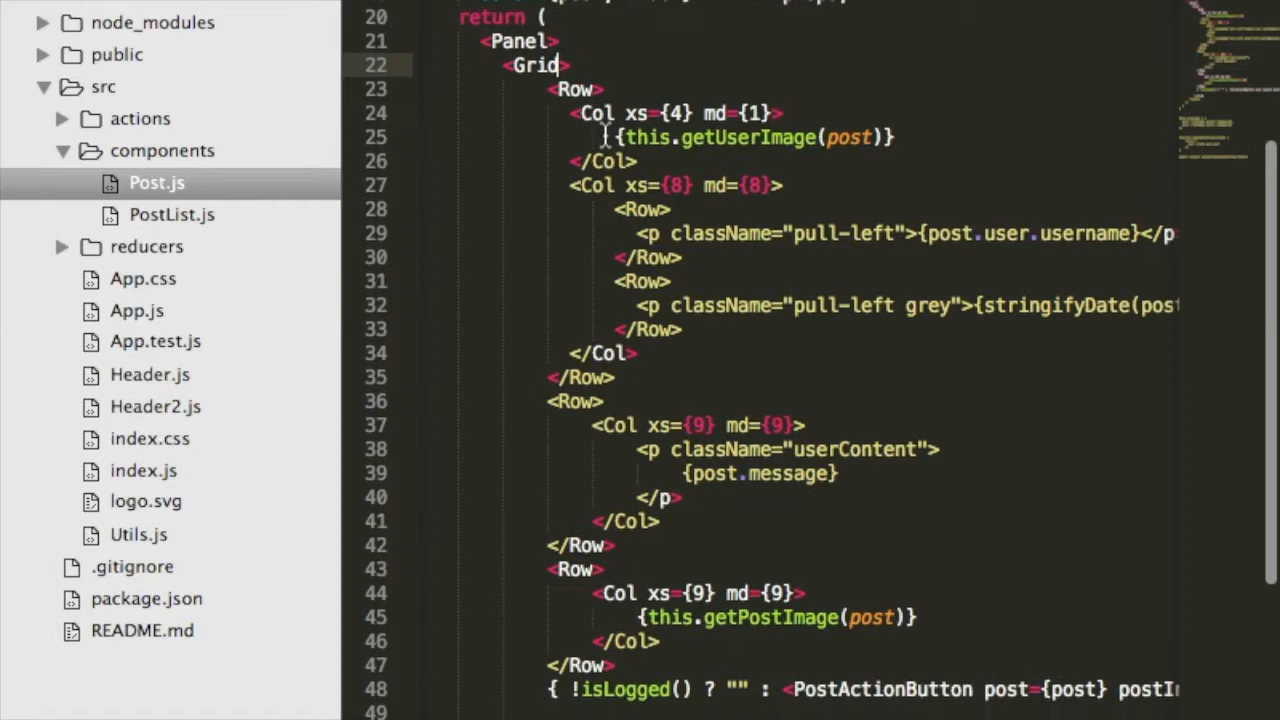 node_modules
public
src
actions
components
Post.js
PostList.js
reducers
App.css
App.js
App.test.js
Header.js
Header2.js
index.css
index.js
logo.svg
Utils.js
.gitignore
package.json
README.md
20 return (
21 <Panel>
22 <Grid>
23 <Row>
24 <Col xs={4} md={1}>
25 {this.getUserImage(post)}
26 </Col>
27 <Col xs={8} md={8}>
28 <Row>
29 <p className="pull-left">{post.user.username}</p
30 </Row>
31 <Row>
32 <p className="pull-left grey">{stringifyDate(post
33 </Row>
34 </Col>
35 </Row>
36 <Row>
37 <Col xs={9} md={9}>
38 <p className="userContent">
39 {post.message}
40 </p>
41 </Col>
42 </Row>
43 <Row>
44 <Col xs={9} md={9}>
45 {this.getPostImage(post)}
46 </Col>
47 </Row>
48 { !isLogged() ? "" : <PostActionButton post={post} postI
49